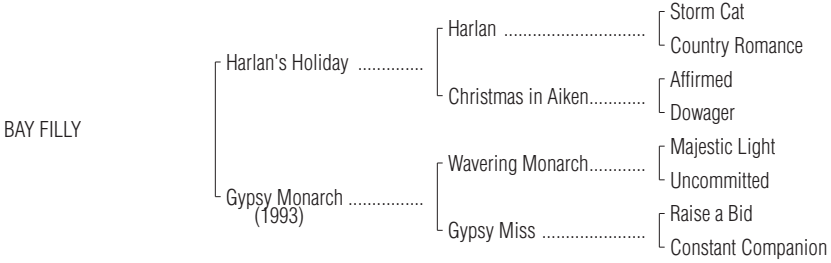 Storm Cat
Harlan ..............................
Country Romance
Harlan's Holiday ..............
Affirmed
Christmas in Aiken............
Dowager
BAY FILLY
Majestic Light
Wavering Monarch............
Uncommitted
Gypsy Monarch ................
(1993)
Raise a Bid
Gypsy Miss ......................
Constant Companion